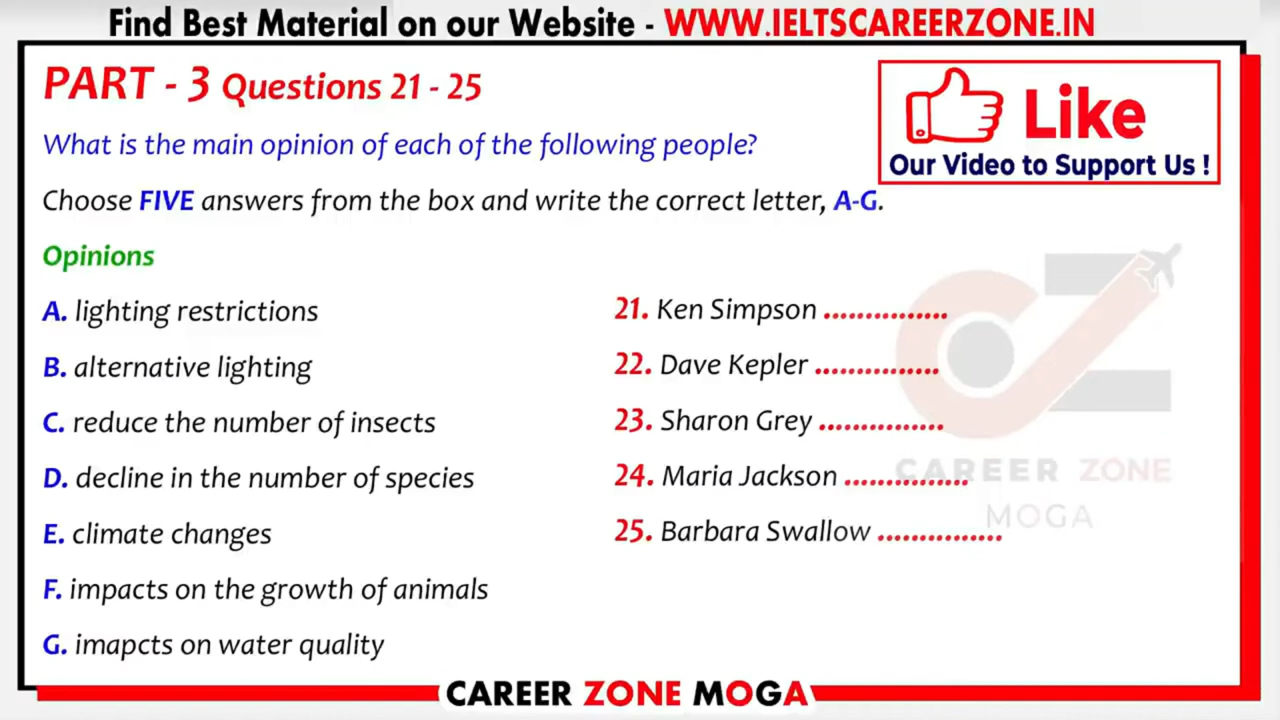 Find Best Material on our Website - WWW.IELTSCAREERZONE.IN
PART - 3 Questions 21 - 25
What is the main opinion of each of the following people?
Choose FIVE answers from the box and write the correct letter, A-G.
Like
Our Video to Support Us !
Opinions
A. lighting restrictions
B. alternative lighting
C. reduce the number of insects
D. decline in the number of species
E. climate changes
F. impacts on the growth of animals
G. imapcts on water quality
21. Ken Simpson ...............
22. Dave Kepler ...............
23. Sharon Grey ...............
24. Maria Jackson ...............
25. Barbara Swallow ...............
CAREER ZONE
MOGA
CAREER ZONE MOGA